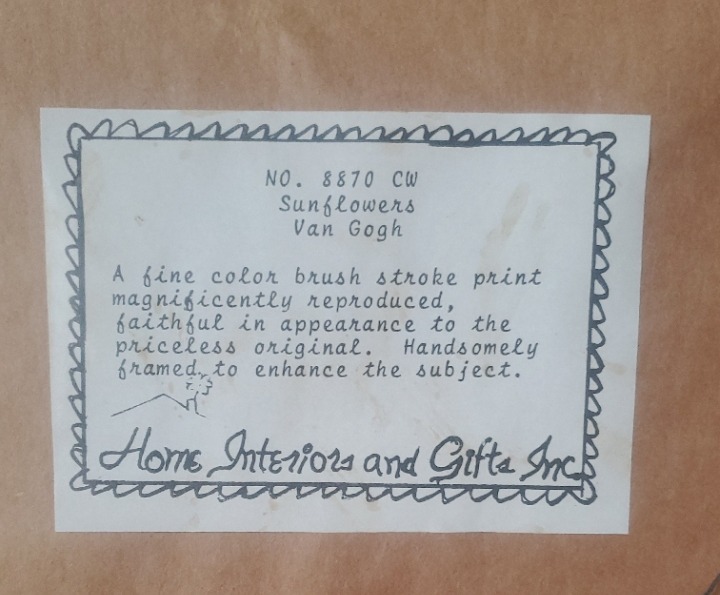 NO. 8870 CW
Sunflowers
Van Gogh
A fine color brush stroke print
magnificently reproduced,
faithful in appearance to the
priceless original. Handsomely
framed to enhance the subject.
Home Interiors and Gifts Inc.